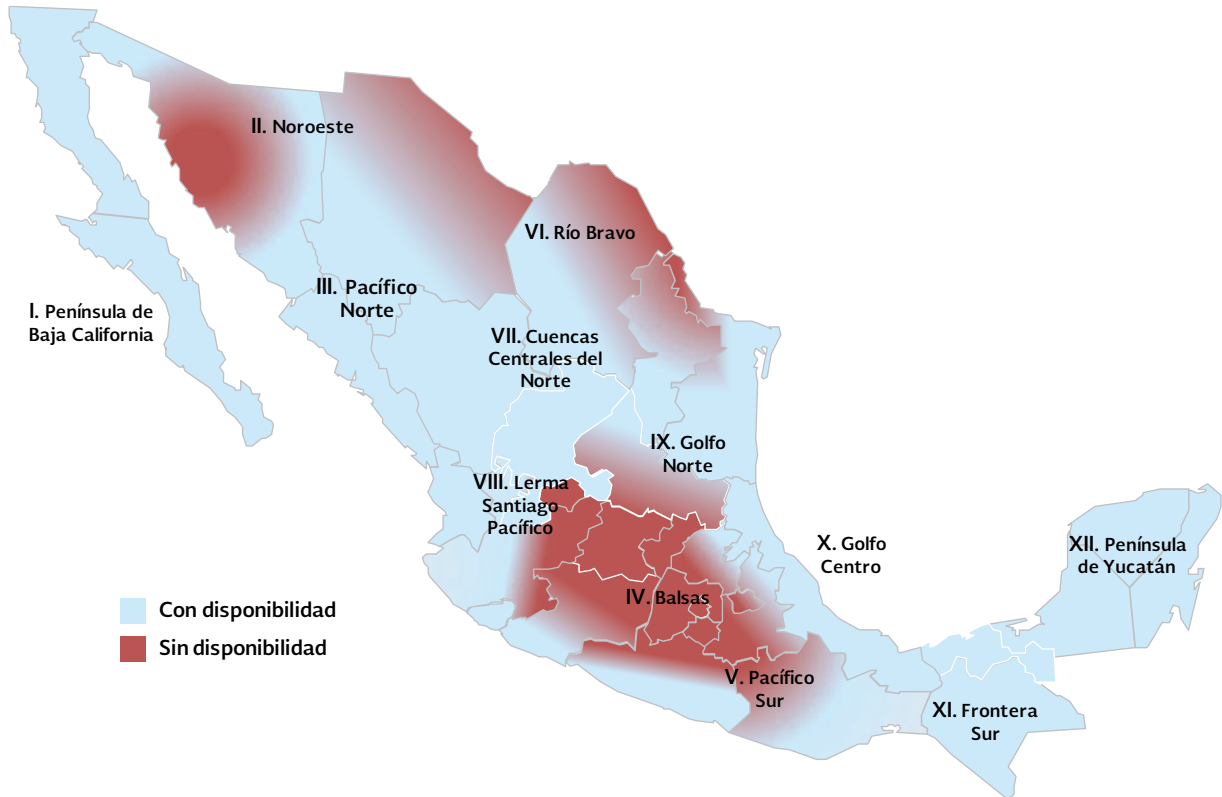 II. Noroeste
VI. Río Bravo
III. Pacífico
Norte
I. Península de
Baja California
VII. Cuencas
Centrales del
Norte
IX. Golfo
Norte
VIII. Lerma
Santiago
Pacífico
X. Golfo
Centro
XII. Península
de Yucatán
IV. Balsas
Con disponibilidad
Sin disponibilidad
V. Pacífico
Sur
XI. Frontera
Sur